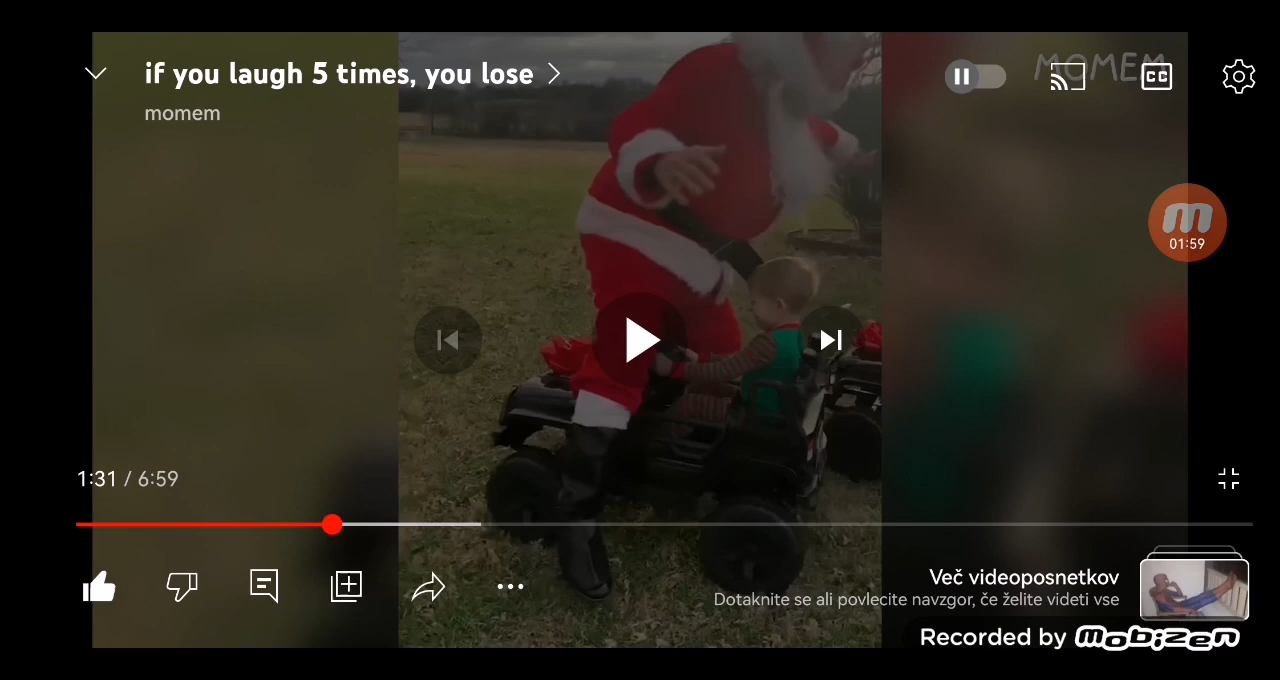 if you laugh 5 times, you lose
momem
MOMEM
CC
01:59
1:31 / 6:59
Več videoposnetkov
Dotaknite se ali povlecite navzgor, če želite videti vse
Recorded by mobizen